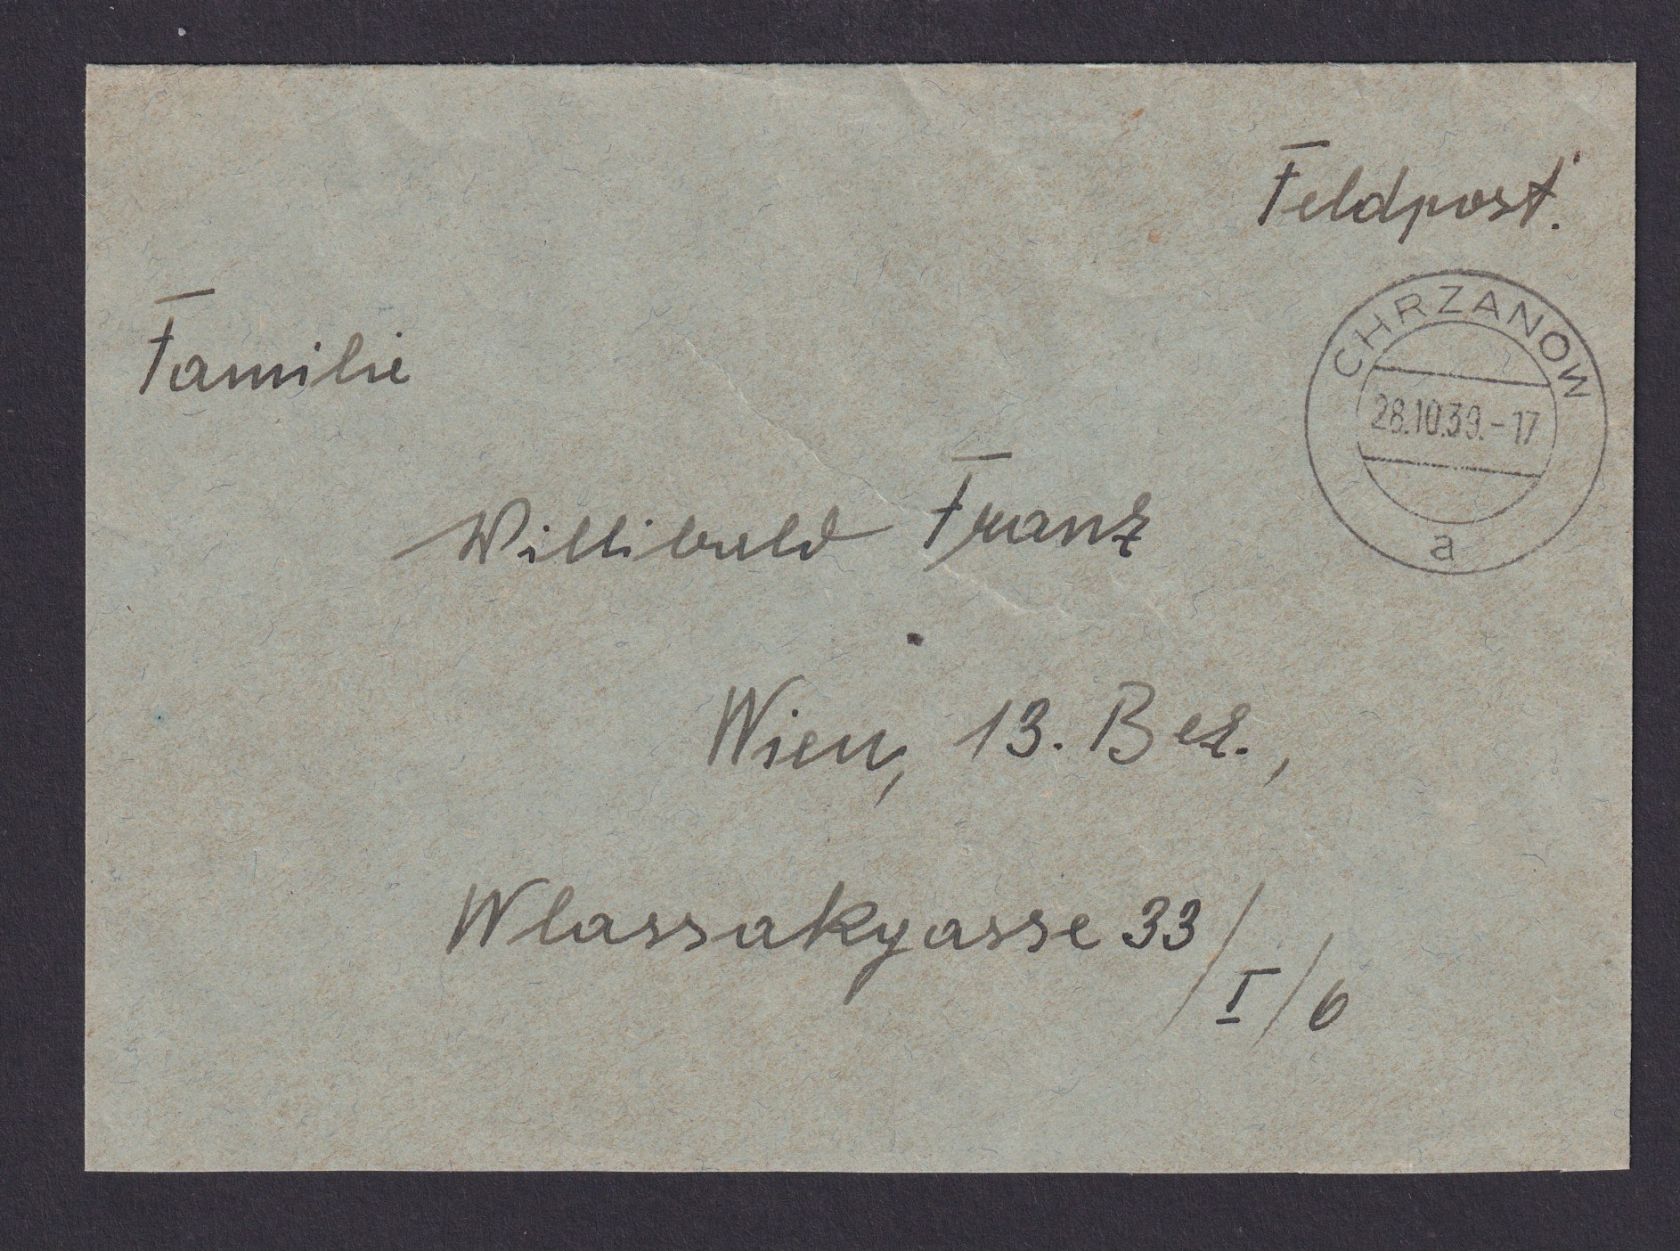 Feldpost.
CHRZANOW
28.10.39.-17
a
Familie
Willibald Franz
Wien, 13. Bez.,
Wlassakgasse 33/I/6